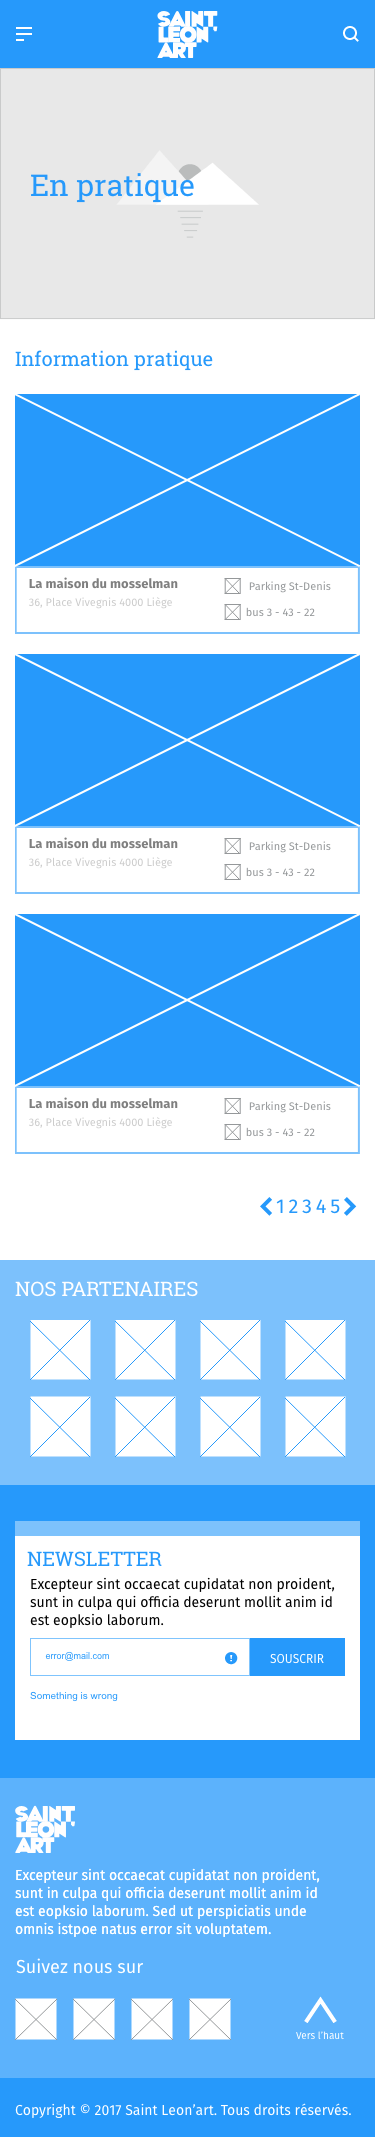 SAINT
LEON'
ART
En pratique
Information pratique
La maison du mosselman
36, Place Vivegnis 4000 Liège
Parking St-Denis
bus 3 - 43 - 22
La maison du mosselman
36, Place Vivegnis 4000 Liège
Parking St-Denis
bus 3 - 43 - 22
La maison du mosselman
36, Place Vivegnis 4000 Liège
Parking St-Denis
bus 3 - 43 - 22
1 2 3 4 5
NOS PARTENAIRES
NEWSLETTER
Excepteur sint occaecat cupidatat non proident,
sunt in culpa qui officia deserunt mollit anim id
est eopksio laborum.
error@mail.com
SOUSCRIR
Something is wrong
SAINT
LEON'
ART
Excepteur sint occaecat cupidatat non proident,
sunt in culpa qui officia deserunt mollit anim id
est eopksio laborum. Sed ut perspiciatis unde
omnis istpoe natus error sit voluptatem.
Suivez nous sur
Vers l’haut
Copyright © 2017 Saint Leon’art. Tous droits réservés.